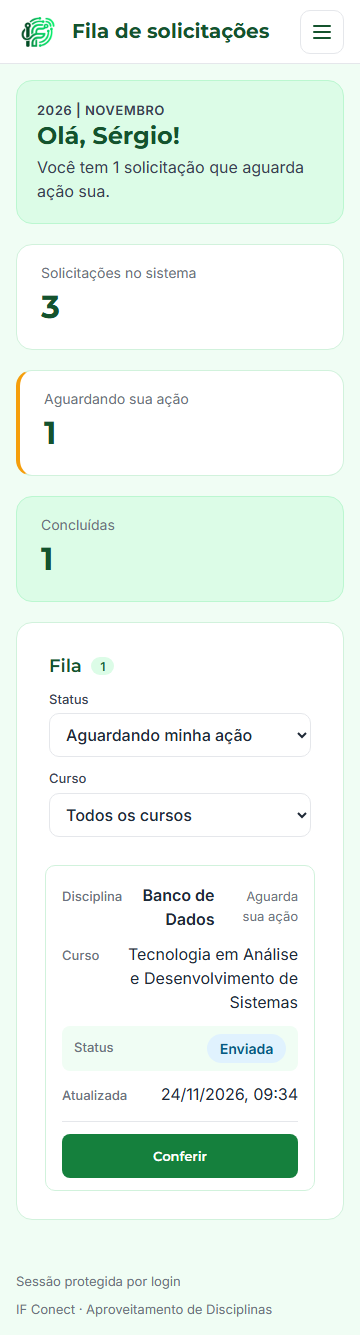 Fila de solicitações
2026 | NOVEMBRO
Olá, Sérgio!
Você tem 1 solicitação que aguarda
ação sua.
Solicitações no sistema
3
Aguardando sua ação
1
Concluídas
1
Fila 1
Status
Aguardando minha ação
Curso
Todos os cursos
Disciplina Banco de Aguarda
Dados sua ação
Curso Tecnologia em Análise
e Desenvolvimento de
Sistemas
Status Enviada
Atualizada 24/11/2026, 09:34
Conferir
Sessão protegida por login
IF Conect · Aproveitamento de Disciplinas